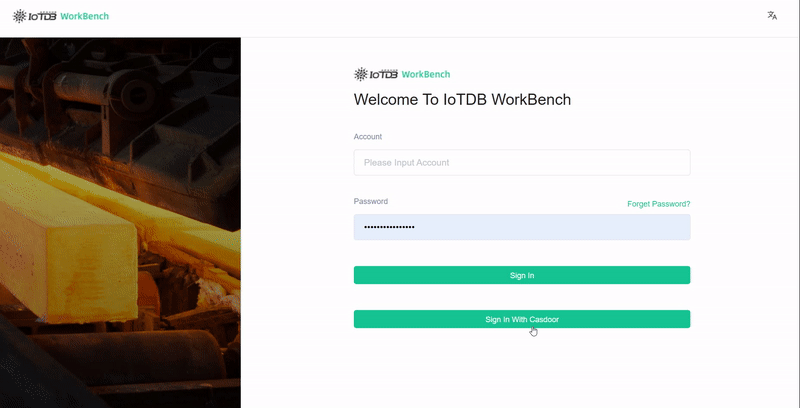 IoTDB WorkBench
IoTDB WorkBench
Welcome To IoTDB WorkBench
Account
Please Input Account
Password
Forget Password?
••••••••••••••••
Sign In
Sign In With Casdoor